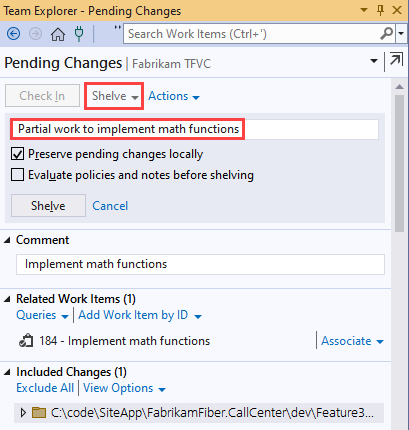 Team Explorer - Pending Changes
Search Work Items (Ctrl+')
Pending Changes | Fabrikam TFVC
Check In Shelve Actions
Partial work to implement math functions
Preserve pending changes locally
Evaluate policies and notes before shelving
Shelve Cancel
Comment
Implement math functions
Related Work Items (1)
Queries Add Work Item by ID
184 - Implement math functions Associate
Included Changes (1)
Exclude All View Options
C:\code\SiteApp\FabrikamFiber.CallCenter\dev\Feature3...